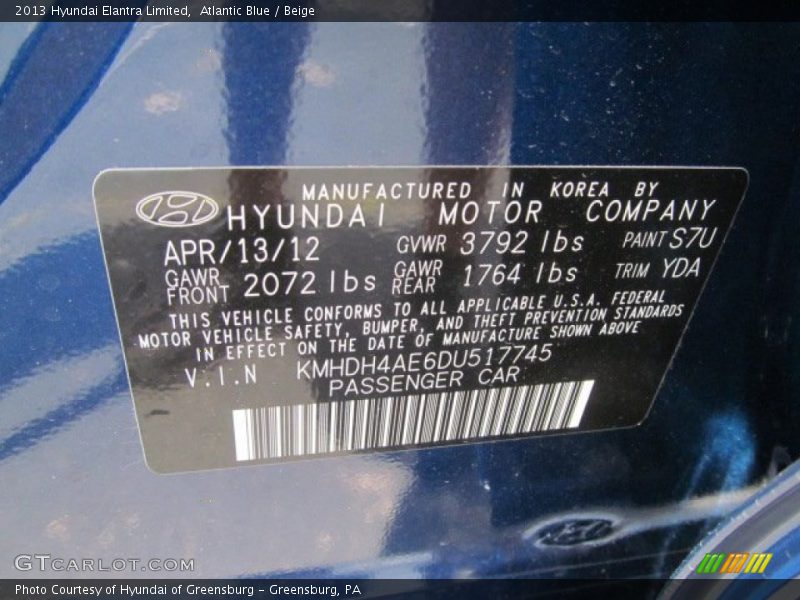 2013 Hyundai Elantra Limited, Atlantic Blue / Beige
MANUFACTURED IN KOREA BY
HYUNDAI MOTOR COMPANY
APR/13/12 GVWR 3792 lbs PAINT S7U
GAWR FRONT 2072 lbs GAWR REAR 1764 lbs TRIM YDA
THIS VEHICLE CONFORMS TO ALL APPLICABLE U.S.A. FEDERAL
MOTOR VEHICLE SAFETY, BUMPER, AND THEFT PREVENTION STANDARDS
IN EFFECT ON THE DATE OF MANUFACTURE SHOWN ABOVE
V.I.N KMHDH4AE6DU517745
PASSENGER CAR
GTCARLOT.COM
Photo Courtesy of Hyundai of Greensburg - Greensburg, PA